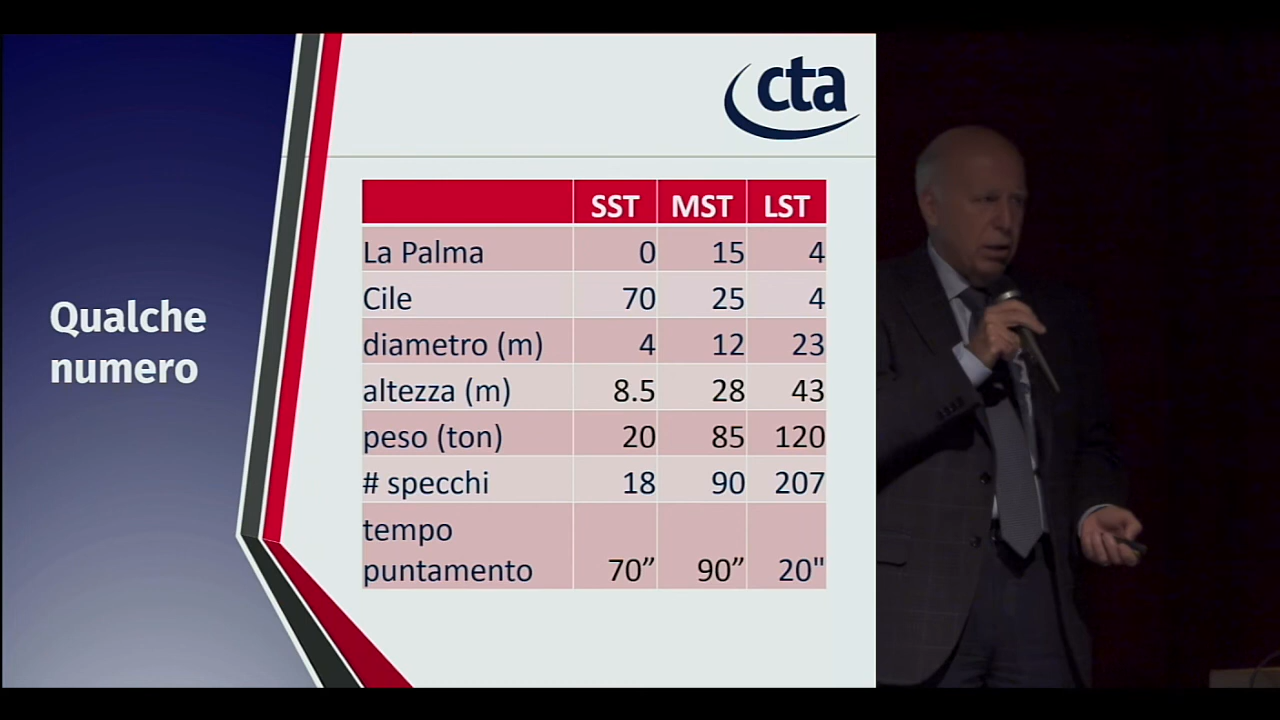 cta
Qualche
numero
SST MST LST
La Palma 0 15 4
Cile 70 25 4
diametro (m) 4 12 23
altezza (m) 8.5 28 43
peso (ton) 20 85 120
# specchi 18 90 207
tempo
puntamento 70” 90” 20"